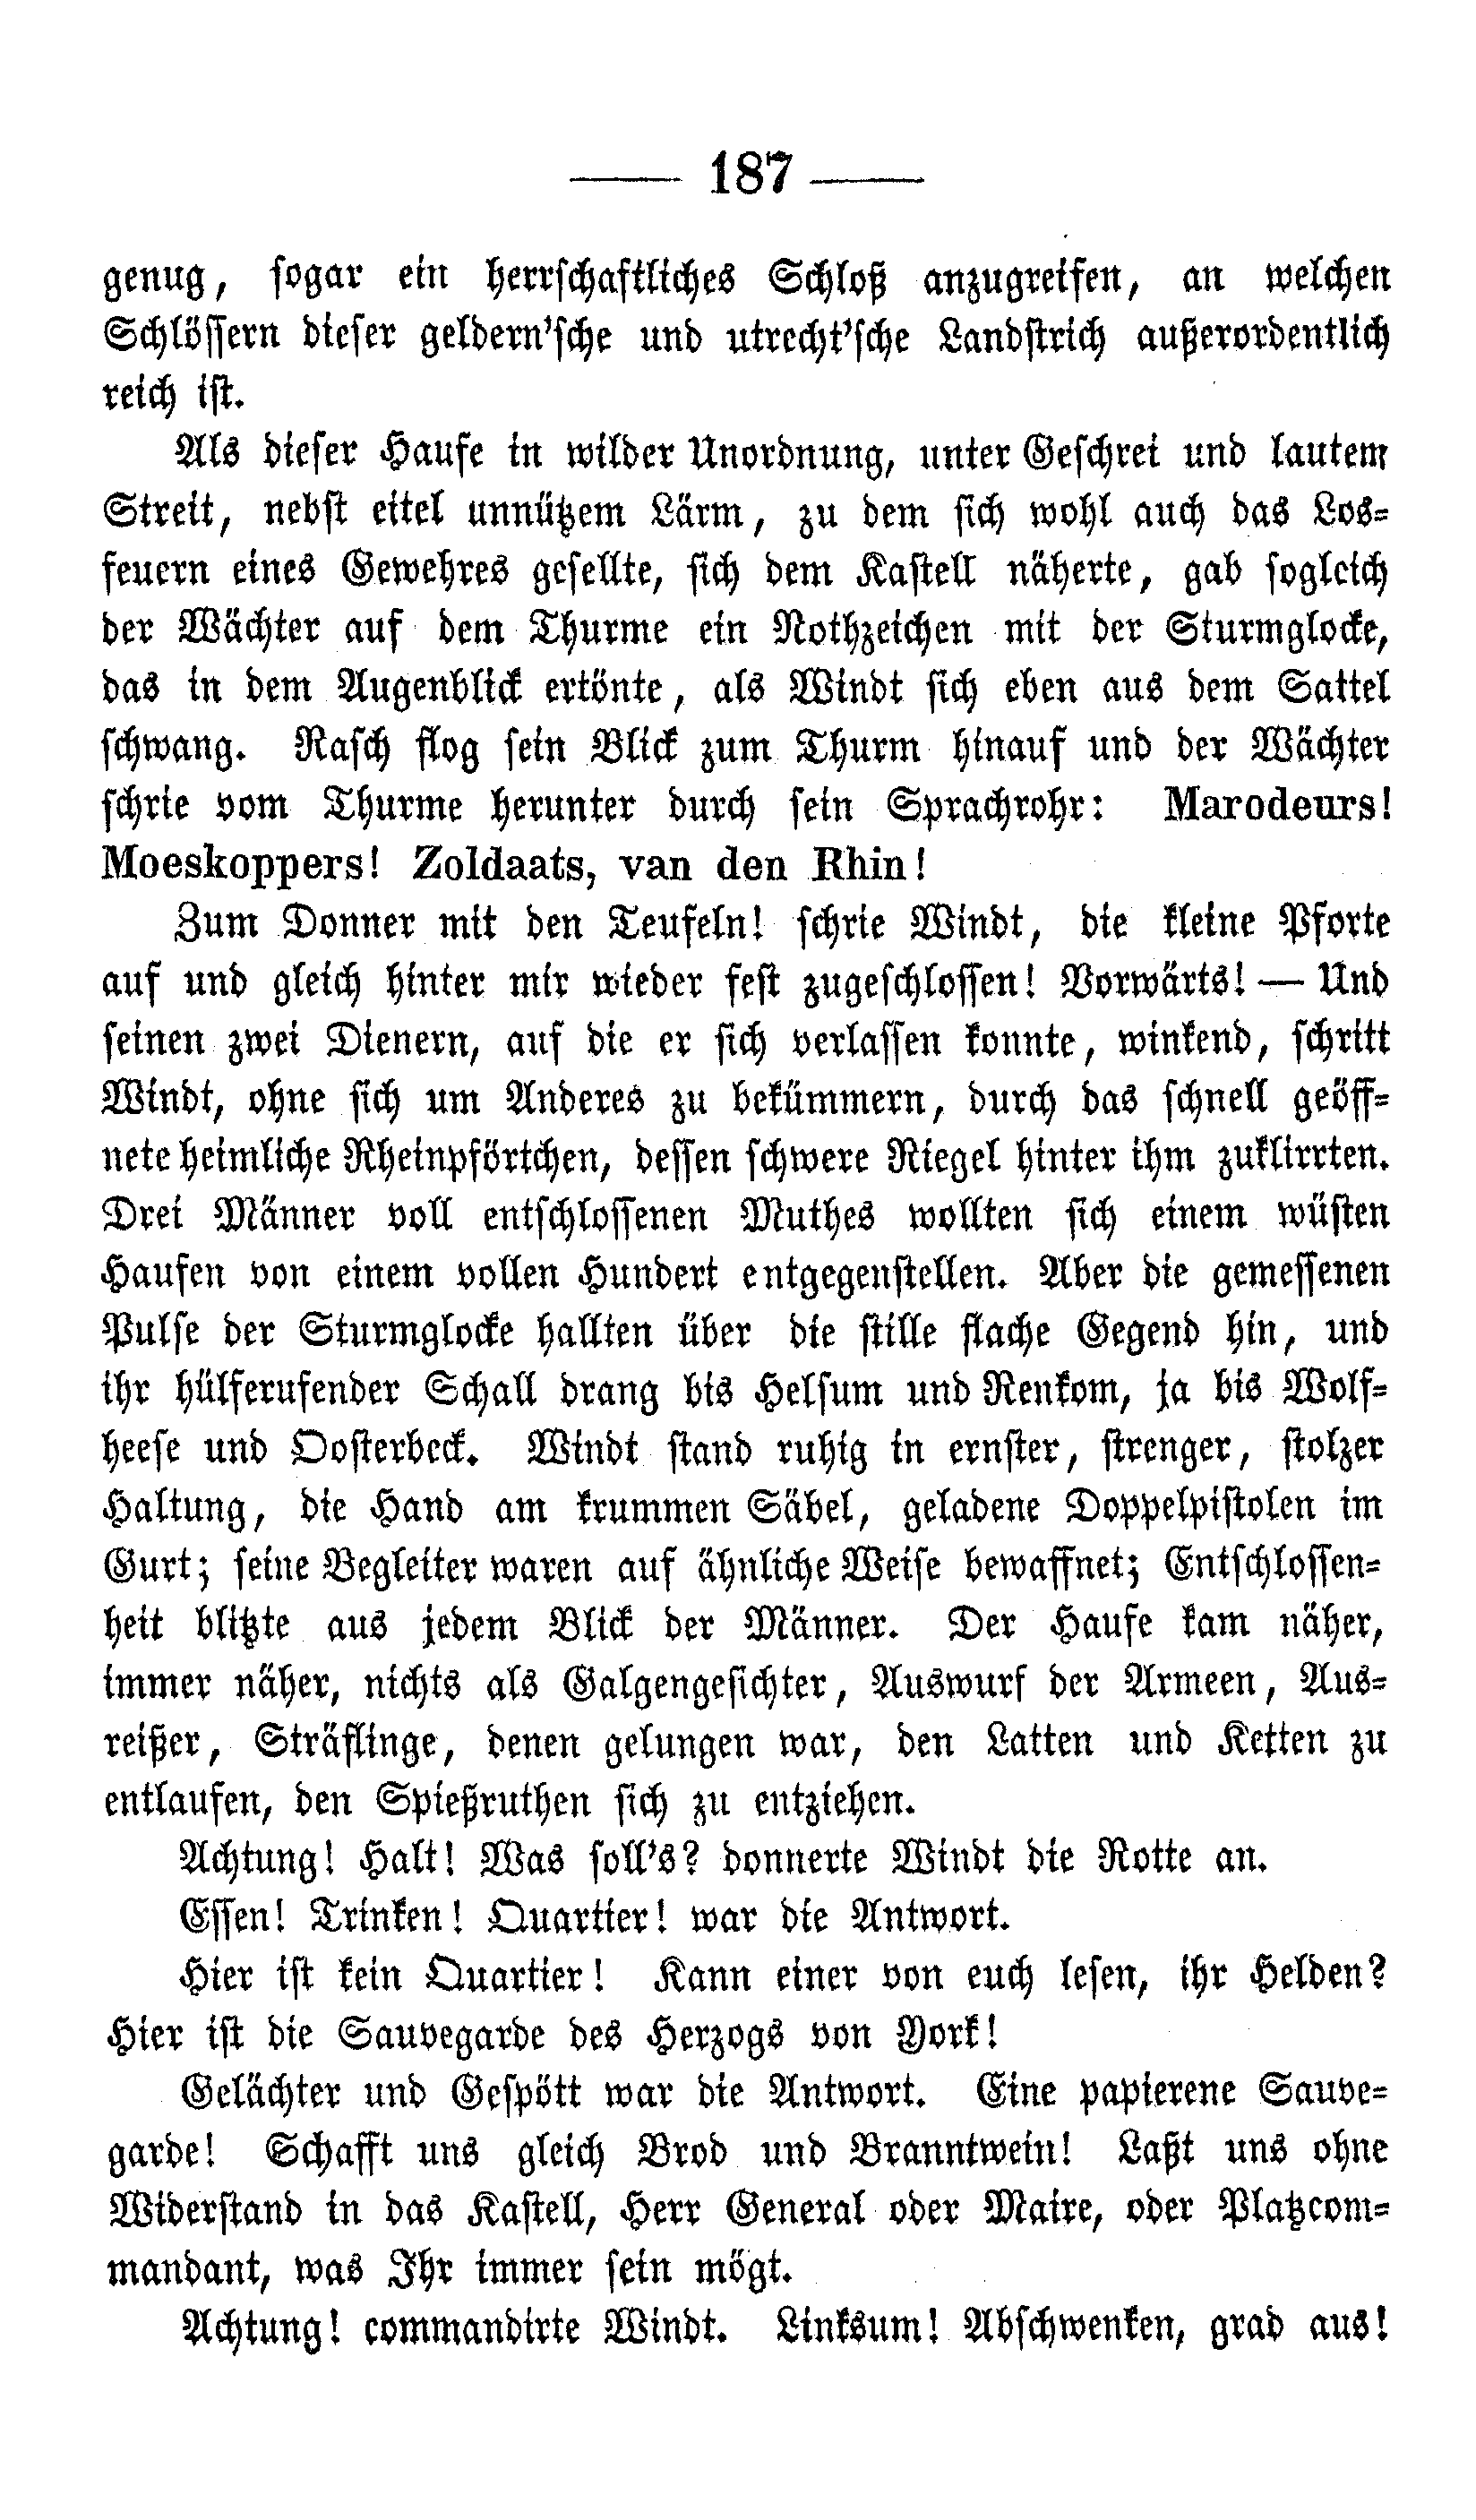 — 187 —
genug, sogar ein herrschaftliches Schloß anzugreifen, an welchen
Schlössern dieser geldern'sche und utrecht'sche Landstrich außerordentlich
reich ist.
Als dieser Haufe in wilder Unordnung, unter Geschrei und lautem
Streit, nebst eitel unnützem Lärm, zu dem sich wohl auch das Los-
feuern eines Gewehres gesellte, sich dem Kastell näherte, gab sogleich
der Wächter auf dem Thurme ein Nothzeichen mit der Sturmglocke,
das in dem Augenblick ertönte, als Windt sich eben aus dem Sattel
schwang. Rasch flog sein Blick zum Thurm hinauf und der Wächter
schrie vom Thurme herunter durch sein Sprachrohr: Marodeurs!
Moeskoppers! Zoldaats, van den Rhin!
Zum Donner mit den Teufeln! schrie Windt, die kleine Pforte
auf und gleich hinter mir wieder fest zugeschlossen! Vorwärts! — Und
seinen zwei Dienern, auf die er sich verlassen konnte, winkend, schritt
Windt, ohne sich um Anderes zu bekümmern, durch das schnell geöff-
nete heimliche Rheinpförtchen, dessen schwere Riegel hinter ihm zuklirrten.
Drei Männer voll entschlossenen Muthes wollten sich einem wüsten
Haufen von einem vollen Hundert entgegenstellen. Aber die gemessenen
Pulse der Sturmglocke hallten über die stille flache Gegend hin, und
ihr hülferufender Schall drang bis Helsum und Renkom, ja bis Wolf-
heese und Oosterbeck. Windt stand ruhig in ernster, strenger, stolzer
Haltung, die Hand am krummen Säbel, geladene Doppelpistolen im
Gurt; seine Begleiter waren auf ähnliche Weise bewaffnet; Entschlossen-
heit blitzte aus jedem Blick der Männer. Der Haufe kam näher,
immer näher, nichts als Galgengesichter, Auswurf der Armeen, Aus-
reißer, Sträflinge, denen gelungen war, den Latten und Ketten zu
entlaufen, den Spießruthen sich zu entziehen.
Achtung! Halt! Was soll's? donnerte Windt die Rotte an.
Essen! Trinken! Quartier! war die Antwort.
Hier ist kein Quartier! Kann einer von euch lesen, ihr Helden?
Hier ist die Sauvegarde des Herzogs von York!
Gelächter und Gespött war die Antwort. Eine papierene Sauve-
garde! Schafft uns gleich Brod und Branntwein! Laßt uns ohne
Widerstand in das Kastell, Herr General oder Maire, oder Platzcom-
mandant, was Ihr immer sein mögt.
Achtung! commandirte Windt. Linksum! Abschwenken, grad aus!